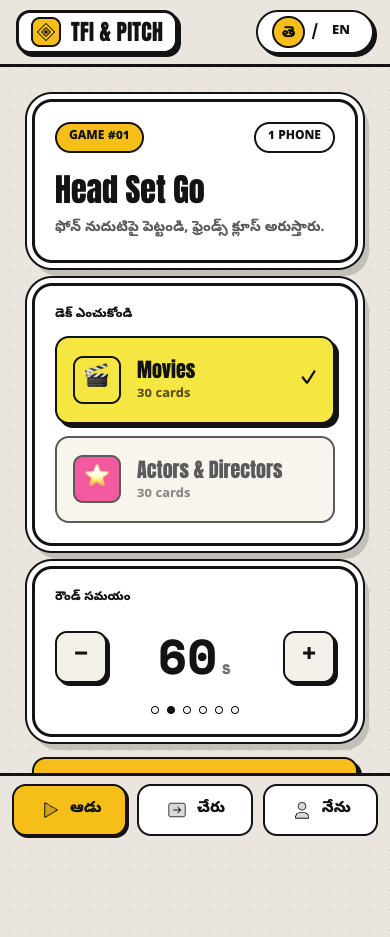 TFI & PITCH
తె / EN
GAME #01
1 PHONE
Head Set Go
ఫోన్ నుదుటిపై పెట్టండి, ఫ్రెండ్స్ క్లూస్ అరుస్తారు.
డెక్ ఎంచుకోండి
Movies
30 cards
Actors & Directors
30 cards
రౌండ్ సమయం
− 60 s +
ఆడు
చేరు
నేను